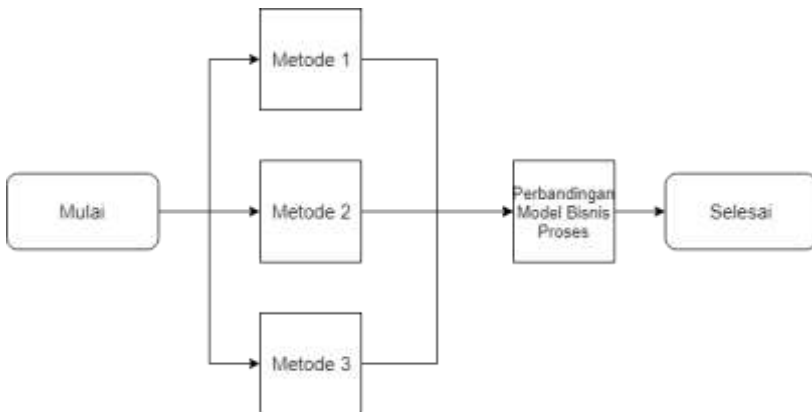 Metode 1
Mulai
Metode 2
Perbandingan
Model Bisnis
Proses
Selesai
Metode 3